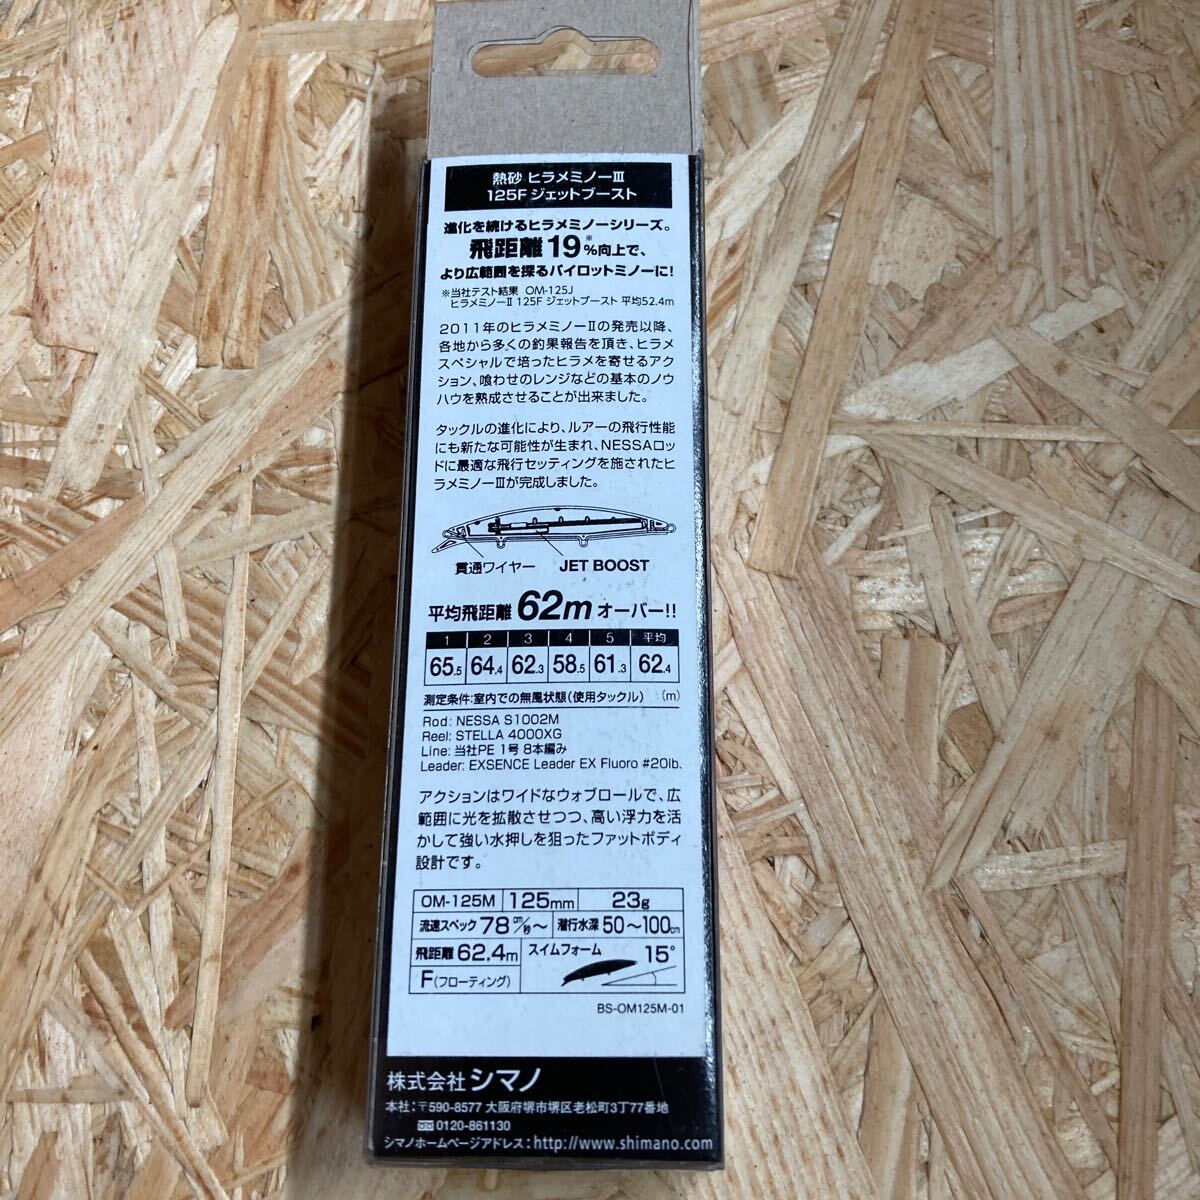 熱砂 ヒラメミノーⅢ
125F ジェットブースト
進化を続けるヒラメミノーシリーズ。
飛距離19※%向上で、
より広範囲を探るパイロットミノーに!
※当社テスト結果 OM-125J
ヒラメミノーⅡ 125F ジェットブースト 平均52.4m
2011年のヒラメミノーⅡの発売以降、
各地から多くの釣果報告を頂き、ヒラメ
スペシャルで培ったヒラメを寄せるアク
ション、喰わせのレンジなどの基本のノウ
ハウを熟成させることが出来ました。
タックルの進化により、ルアーの飛行性能
にも新たな可能性が生まれ、NESSAロッ
ドに最適な飛行セッティングを施されたヒ
ラメミノーⅢが完成しました。
貫通ワイヤー JET BOOST
平均飛距離 62m オーバー!!
1 2 3 4 5 平均
65.5 64.4 62.3 58.5 61.3 62.4
測定条件:室内での無風状態(使用タックル) (m)
Rod: NESSA S1002M
Reel: STELLA 4000XG
Line: 当社PE 1号 8本編み
Leader: EXSENCE Leader EX Fluoro #20lb.
アクションはワイドなウォブロールで、広
範囲に光を拡散させつつ、高い浮力を活
かして強い水押しを狙ったファットボディ
設計です。
OM-125M 125mm 23g
流速スペック 78cm/秒〜 潜行水深 50〜100cm
飛距離 62.4m スイムフォーム 15°
F(フローティング)
BS-OM125M-01
株式会社 シマノ
本社:〒590-8577 大阪府堺市堺区老松町3丁77番地
0120-861130
シマノホームページアドレス:http://www.shimano.com